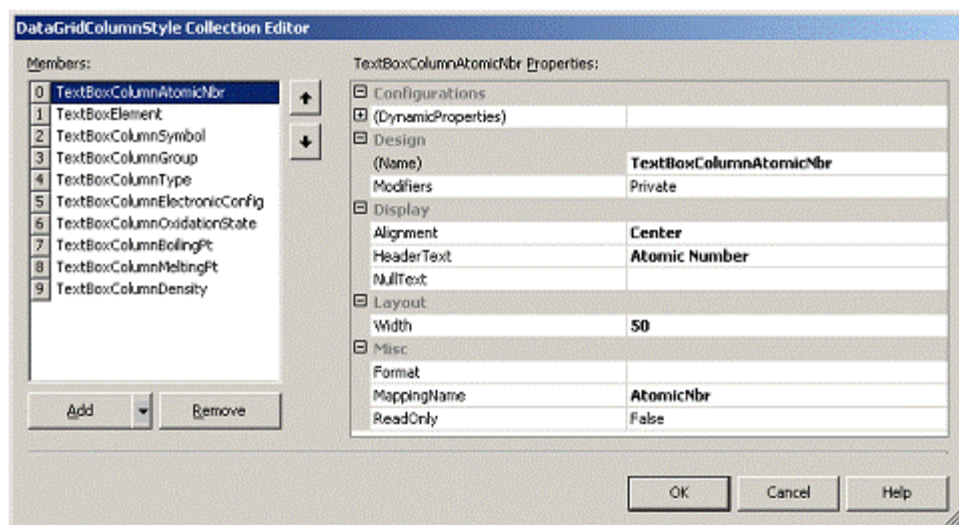 DataGridColumnStyle Collection Editor
Members:
0 TextBoxColumnAtomicNbr
1 TextBoxElement
2 TextBoxColumnSymbol
3 TextBoxColumnGroup
4 TextBoxColumnType
5 TextBoxColumnElectronicConfig
6 TextBoxColumnOxidationState
7 TextBoxColumnBoilingPt
8 TextBoxColumnMeltingPt
9 TextBoxColumnDensity
Add
Remove
TextBoxColumnAtomicNbr Properties:
Configurations
(DynamicProperties)
Design
(Name) TextBoxColumnAtomicNbr
Modifiers Private
Display
Alignment Center
HeaderText Atomic Number
NullText
Layout
Width 50
Misc
Format
MappingName AtomicNbr
ReadOnly False
OK
Cancel
Help